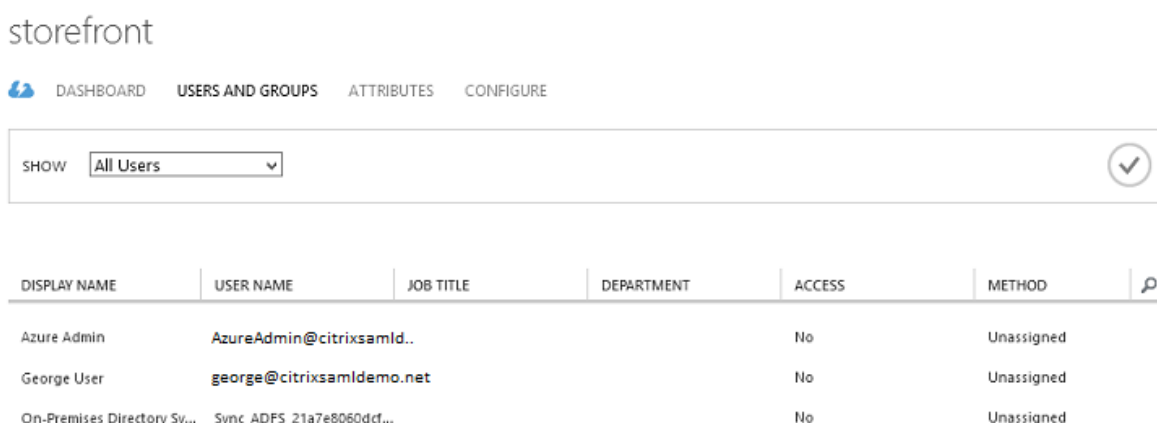 storefront
DASHBOARD USERS AND GROUPS ATTRIBUTES CONFIGURE
SHOW All Users
DISPLAY NAME USER NAME JOB TITLE DEPARTMENT ACCESS METHOD
Azure Admin AzureAdmin@citrixsamld.. No Unassigned
George User george@citrixsamldemo.net No Unassigned
On-Premises Directory Sy... Sync_ADFS_21a7e8060dcf... No Unassigned